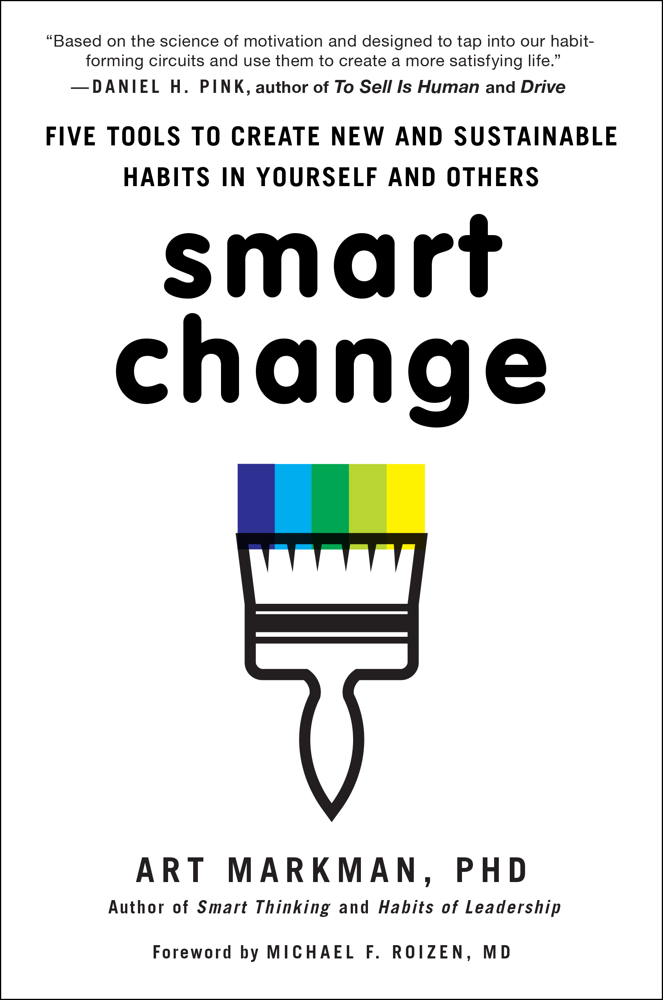 “Based on the science of motivation and designed to tap into our habit-
forming circuits and use them to create a more satisfying life.”
—DANIEL H. PINK, author of To Sell Is Human and Drive
FIVE TOOLS TO CREATE NEW AND SUSTAINABLE
HABITS IN YOURSELF AND OTHERS
smart
change
ART MARKMAN, PHD
Author of Smart Thinking and Habits of Leadership
Foreword by MICHAEL F. ROIZEN, MD